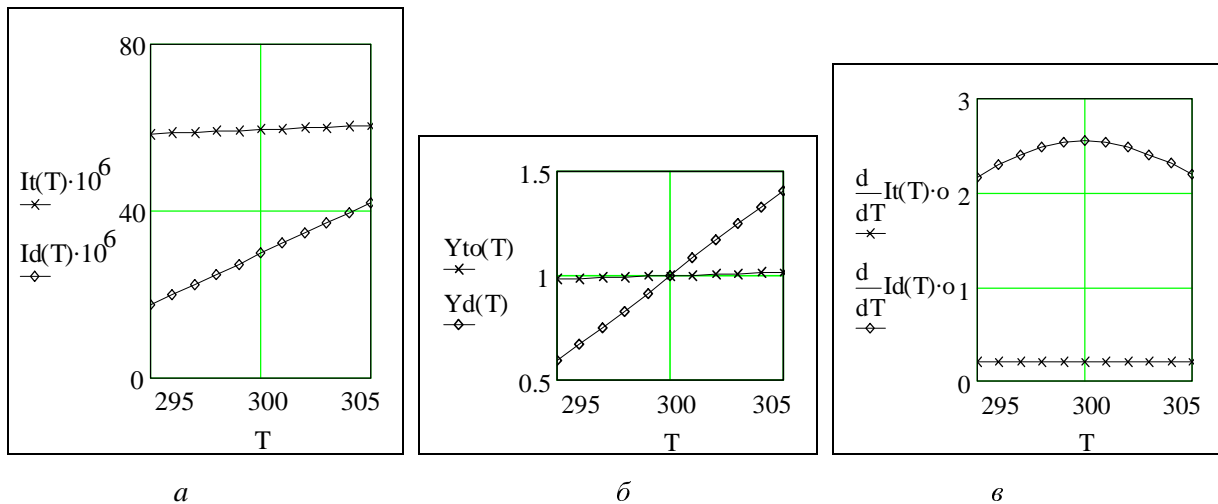 80
It(T)·10^6
40
Id(T)·10^6
0
295 300 305
T
а
1.5
Yto(T)
1
Yd(T)
0.5
295 300 305
T
б
3
d
It(T)·o
dT
2
d
Id(T)·o
dT
1
0
295 300 305
T
в